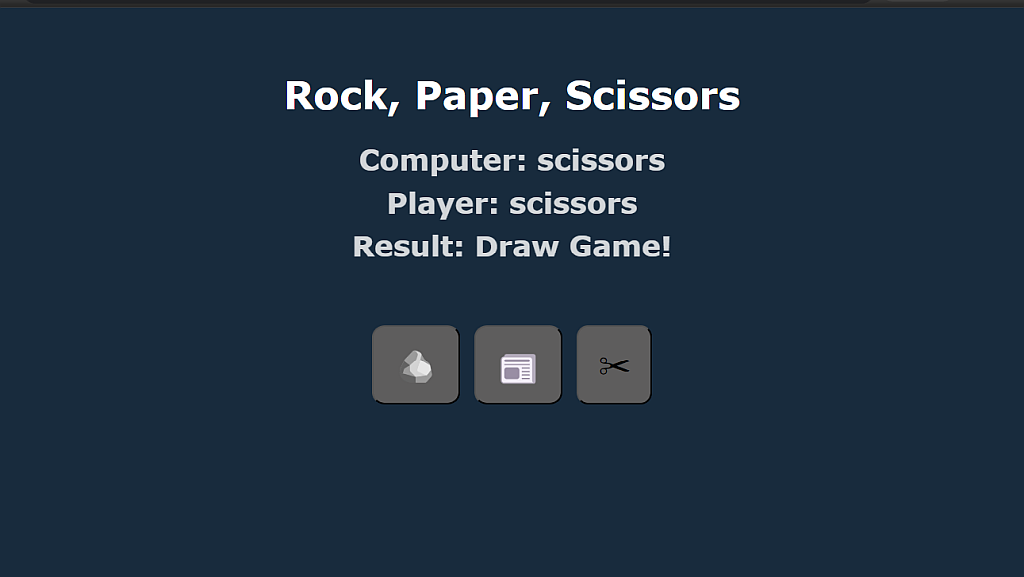 Rock, Paper, Scissors
Computer: scissors
Player: scissors
Result: Draw Game!